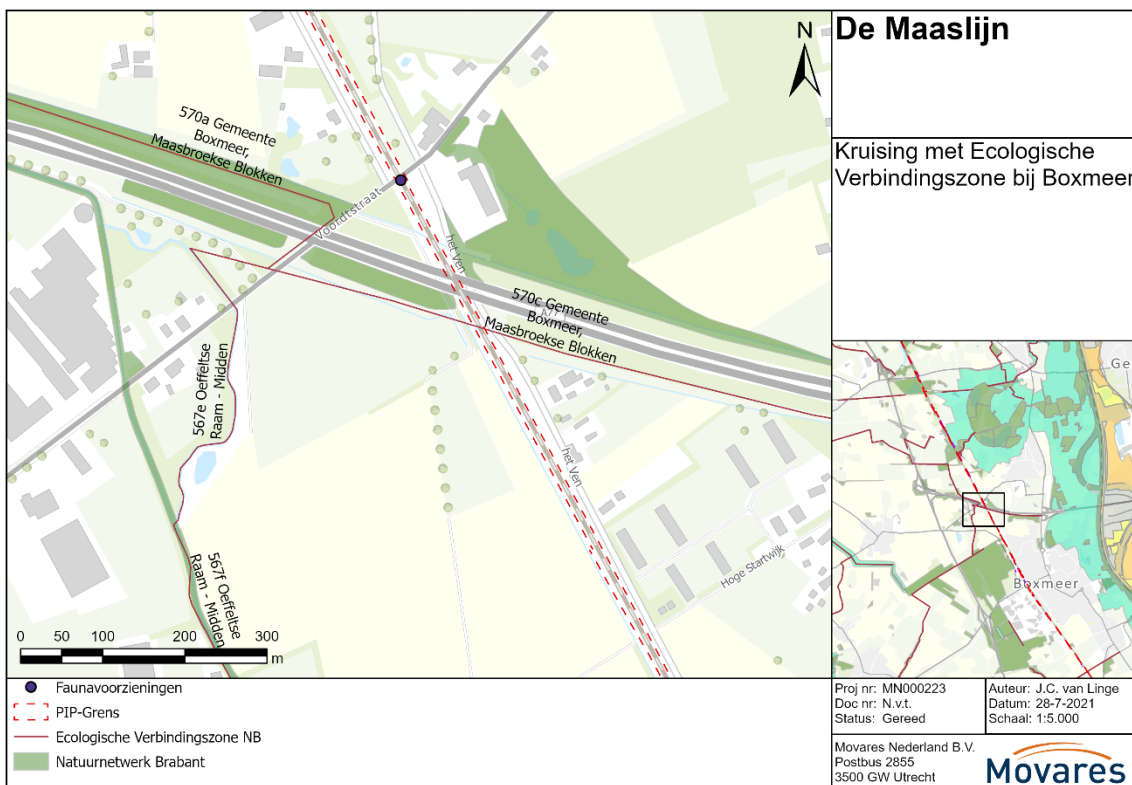 De Maaslijn
N
Kruising met Ecologische
Verbindingszone bij Boxmeer
570a Gemeente
Boxmeer,
Maasbroekse Blokken
Voordtstraat
het Ven
570c Gemeente
A77
Boxmeer,
Maasbroekse Blokken
567e Oeffeltse
Raam - Midden
het Ven
567f Oeffeltse
Raam - Midden
Hoge Startwijk
0 50 100 200 300
m
Ge
Boxmeer
Faunavoorzieningen
PIP-Grens
Ecologische Verbindingszone NB
Natuurnetwerk Brabant
Proj nr: MN000223
Doc nr: N.v.t.
Status: Gereed
Auteur: J.C. van Linge
Datum: 28-7-2021
Schaal: 1:5.000
Movares Nederland B.V.
Postbus 2855
3500 GW Utrecht
Movares